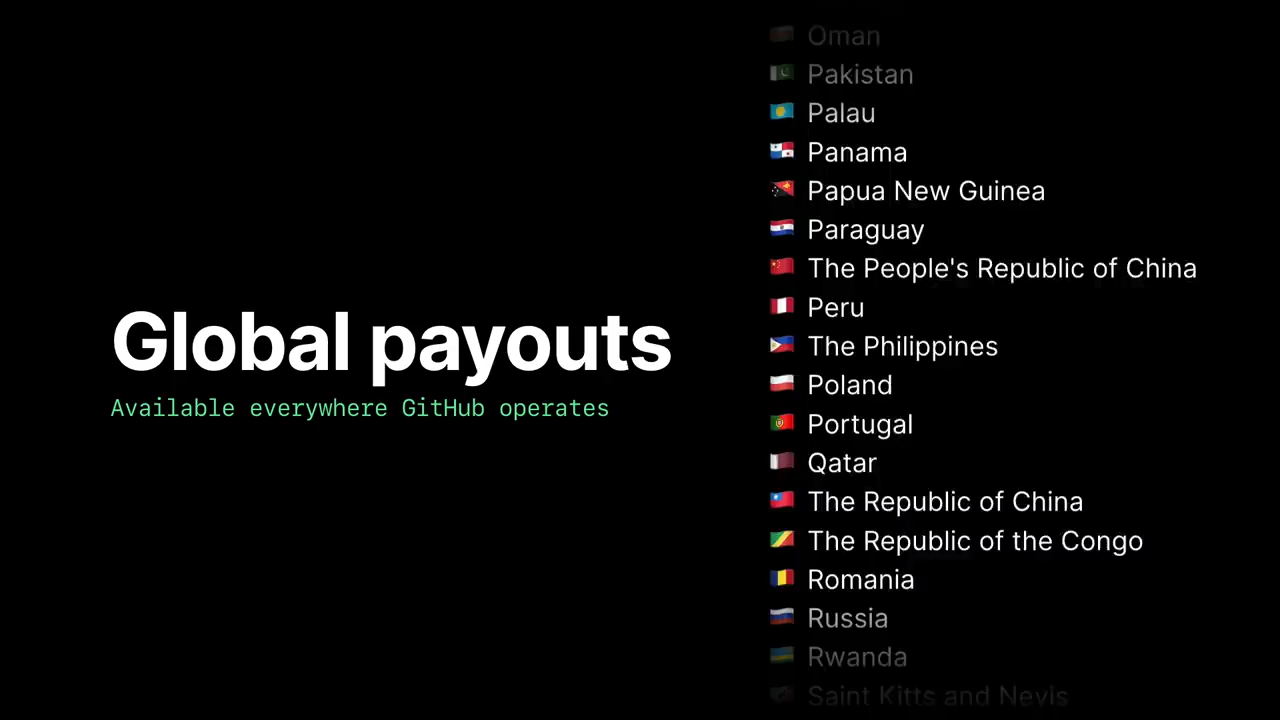 Global payouts
Available everywhere GitHub operates
Oman
Pakistan
Palau
Panama
Papua New Guinea
Paraguay
The People's Republic of China
Peru
The Philippines
Poland
Portugal
Qatar
The Republic of China
The Republic of the Congo
Romania
Russia
Rwanda
Saint Kitts and Nevis